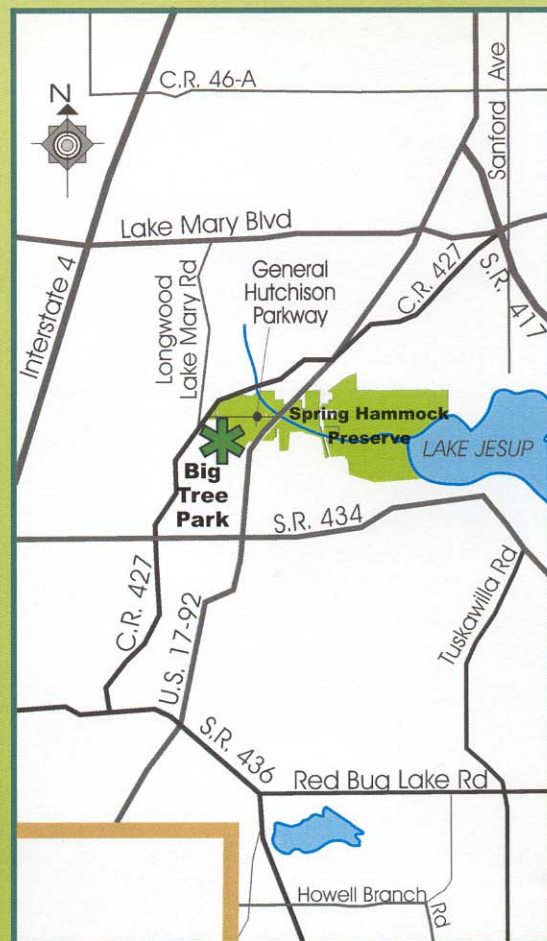 C.R. 46-A
Sanford Ave
N
Lake Mary Blvd
Interstate 4
Longwood
Lake Mary Rd
General
Hutchison
Parkway
C.R. 427
S.R. 417
Spring Hammock
Preserve
LAKE JESUP
Big
Tree
Park
S.R. 434
C.R. 427
U.S. 17-92
Tuskawilla Rd
S.R. 436
Red Bug Lake Rd
Howell Branch
Rd